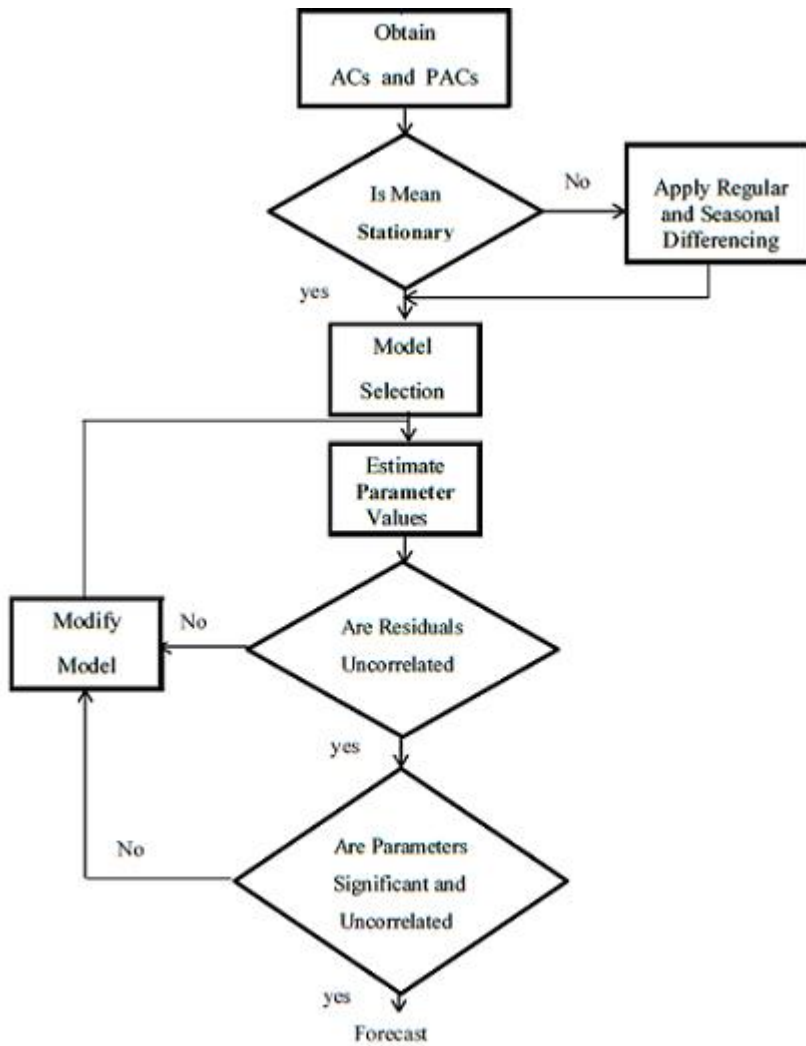 Obtain
ACs and PACs
Is Mean
Stationary
No
Apply Regular
and Seasonal
Differencing
yes
Model
Selection
Estimate
Parameter
Values
Are Residuals
Uncorrelated
No
Modify
Model
yes
Are Parameters
Significant and
Uncorrelated
No
yes
Forecast